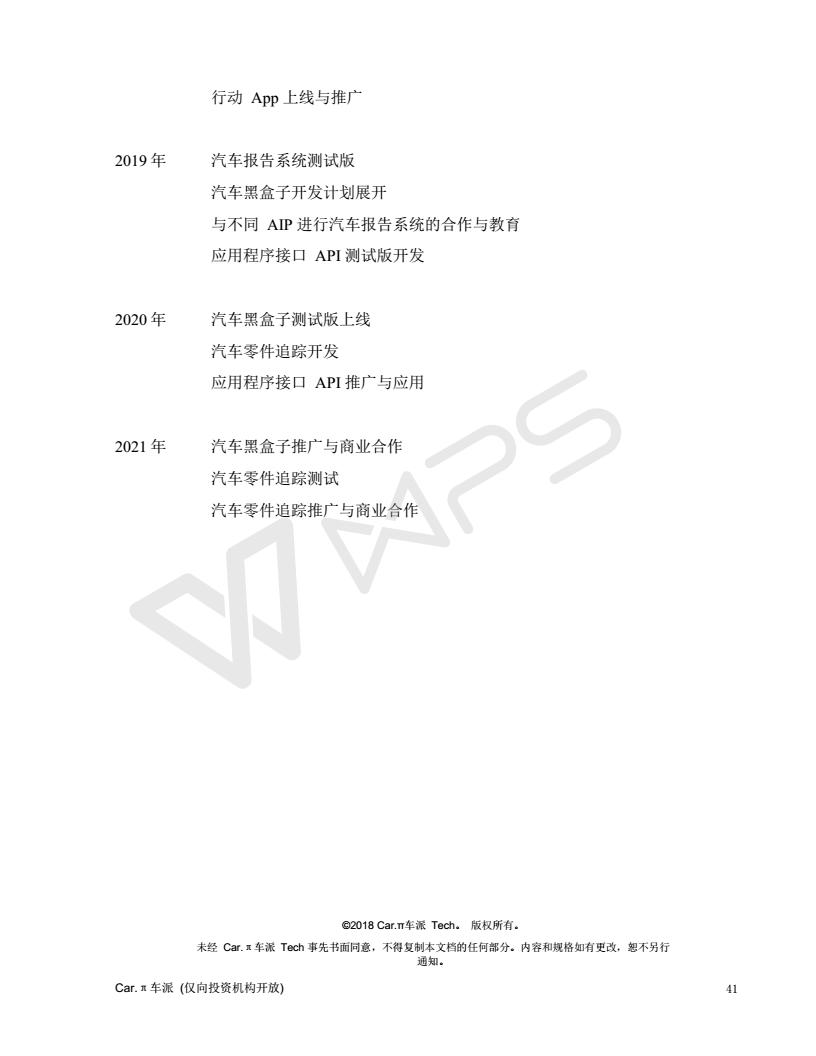 行动 App 上线与推广
2019 年 汽车报告系统测试版
汽车黑盒子开发计划展开
与不同 AIP 进行汽车报告系统的合作与教育
应用程序接口 API 测试版开发
2020 年 汽车黑盒子测试版上线
汽车零件追踪开发
应用程序接口 API 推广与应用
2021 年 汽车黑盒子推广与商业合作
汽车零件追踪测试
汽车零件追踪推广与商业合作
WPS
©2018 Car.π车派 Tech。 版权所有。
未经 Car.π车派 Tech 事先书面同意，不得复制本文档的任何部分。内容和规格如有更改，恕不另行
通知。
Car.π车派 (仅向投资机构开放) 41